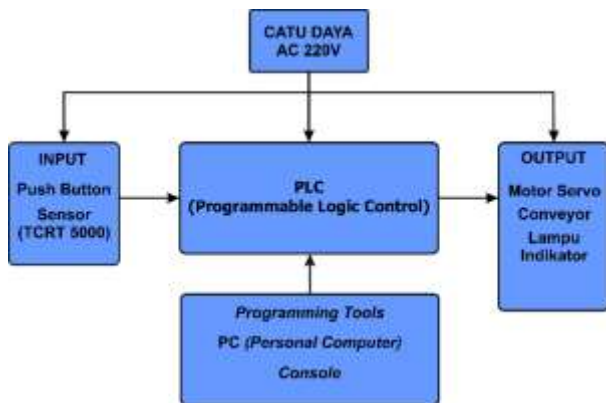 CATU DAYA
AC 220V
INPUT
Push Button
Sensor
(TCRT 5000)
PLC
(Programmable Logic Control)
OUTPUT
Motor Servo
Conveyor
Lampu
Indikator
Programming Tools
PC (Personal Computer)
Console